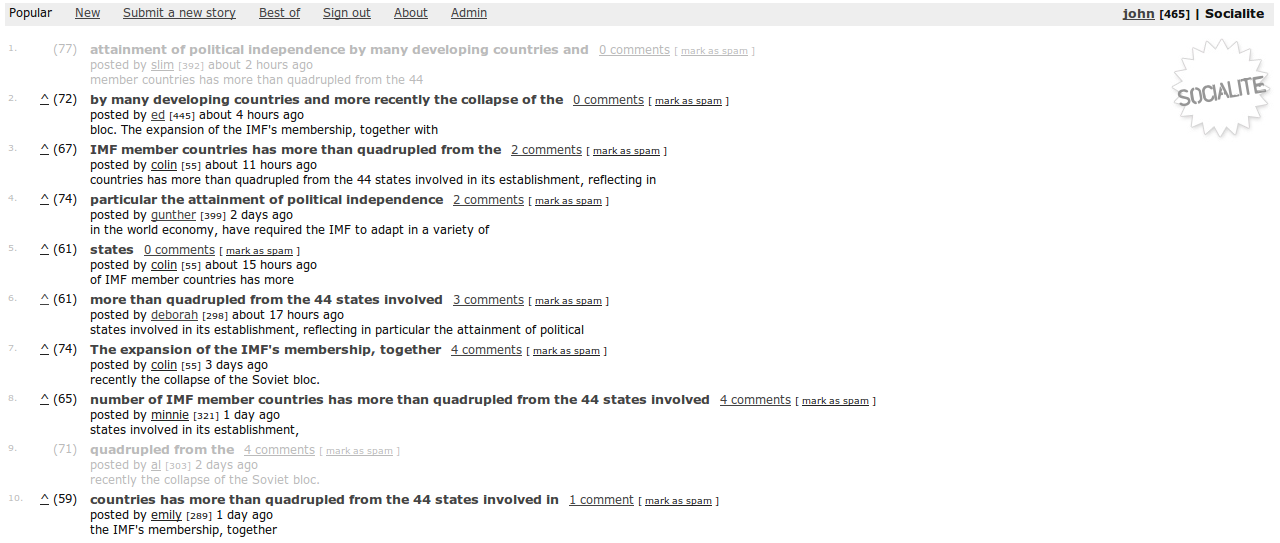 Popular New Submit a new story Best of Sign out About Admin john [465] | Socialite
1. (77) attainment of political independence by many developing countries and 0 comments [ mark as spam ]
posted by slim [392] about 2 hours ago
member countries has more than quadrupled from the 44
SOCIALITE
2. ^ (72) by many developing countries and more recently the collapse of the 0 comments [ mark as spam ]
posted by ed [445] about 4 hours ago
bloc. The expansion of the IMF's membership, together with
3. ^ (67) IMF member countries has more than quadrupled from the 2 comments [ mark as spam ]
posted by colin [55] about 11 hours ago
countries has more than quadrupled from the 44 states involved in its establishment, reflecting in
4. ^ (74) particular the attainment of political independence 2 comments [ mark as spam ]
posted by gunther [399] 2 days ago
in the world economy, have required the IMF to adapt in a variety of
5. ^ (61) states 0 comments [ mark as spam ]
posted by colin [55] about 15 hours ago
of IMF member countries has more
6. ^ (61) more than quadrupled from the 44 states involved 3 comments [ mark as spam ]
posted by deborah [298] about 17 hours ago
states involved in its establishment, reflecting in particular the attainment of political
7. ^ (74) The expansion of the IMF's membership, together 4 comments [ mark as spam ]
posted by colin [55] 3 days ago
recently the collapse of the Soviet bloc.
8. ^ (65) number of IMF member countries has more than quadrupled from the 44 states involved 4 comments [ mark as spam ]
posted by minnie [321] 1 day ago
states involved in its establishment,
9. (71) quadrupled from the 4 comments [ mark as spam ]
posted by al [303] 2 days ago
recently the collapse of the Soviet bloc.
10. ^ (59) countries has more than quadrupled from the 44 states involved in 1 comment [ mark as spam ]
posted by emily [289] 1 day ago
the IMF's membership, together